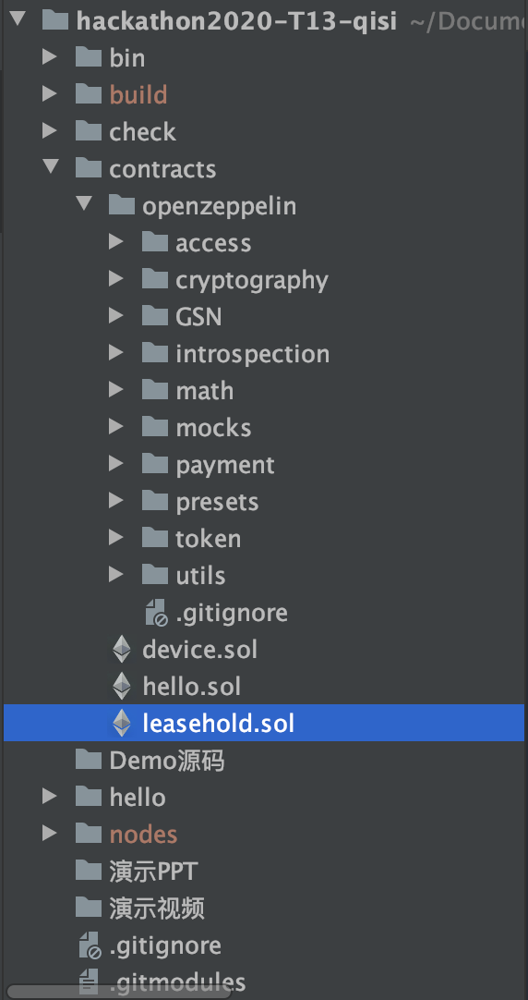 hackathon2020-T13-qisi ~/Docume
bin
build
check
contracts
openzeppelin
access
cryptography
GSN
introspection
math
mocks
payment
presets
token
utils
.gitignore
device.sol
hello.sol
leasehold.sol
Demo源码
hello
nodes
演示PPT
演示视频
.gitignore
.gitmodules